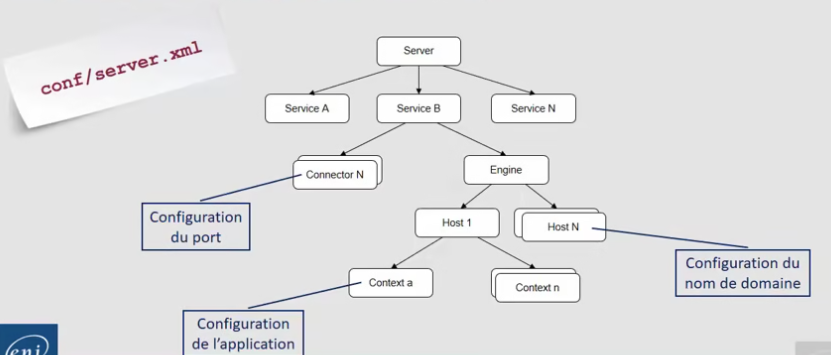 conf/server.xml
Server
Service A
Service B
Service N
Connector N
Engine
Configuration
du port
Host 1
Host N
Configuration du
nom de domaine
Context a
Context n
Configuration
de l'application
eni